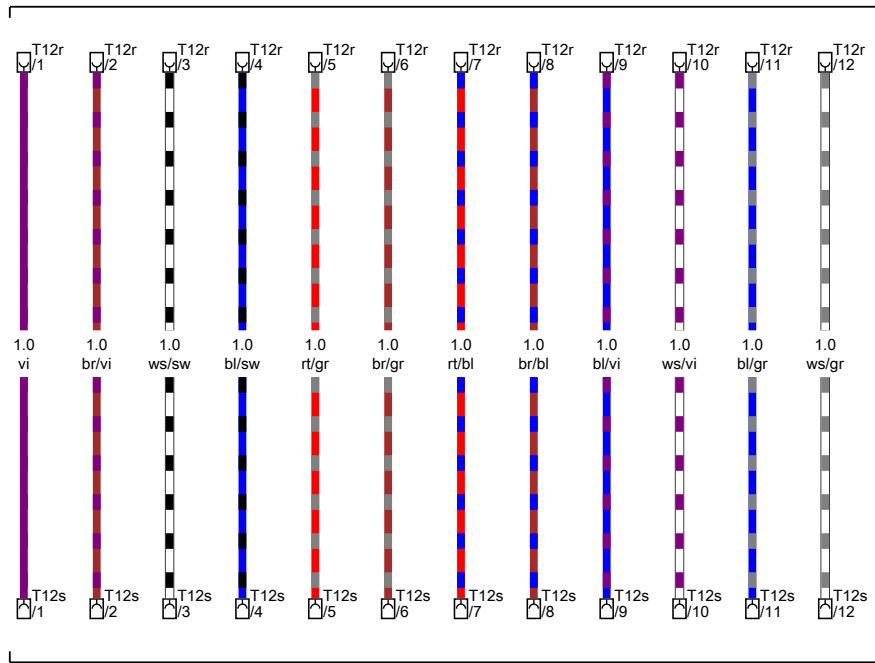 T12r T12r T12r T12r T12r T12r T12r T12r T12r T12r T12r T12r
/1 /2 /3 /4 /5 /6 /7 /8 /9 /10 /11 /12
1.0 1.0 1.0 1.0 1.0 1.0 1.0 1.0 1.0 1.0 1.0 1.0
vi br/vi ws/sw bl/sw rt/gr br/gr rt/bl br/bl bl/vi ws/vi bl/gr ws/gr
T12s T12s T12s T12s T12s T12s T12s T12s T12s T12s T12s T12s
/1 /2 /3 /4 /5 /6 /7 /8 /9 /10 /11 /12